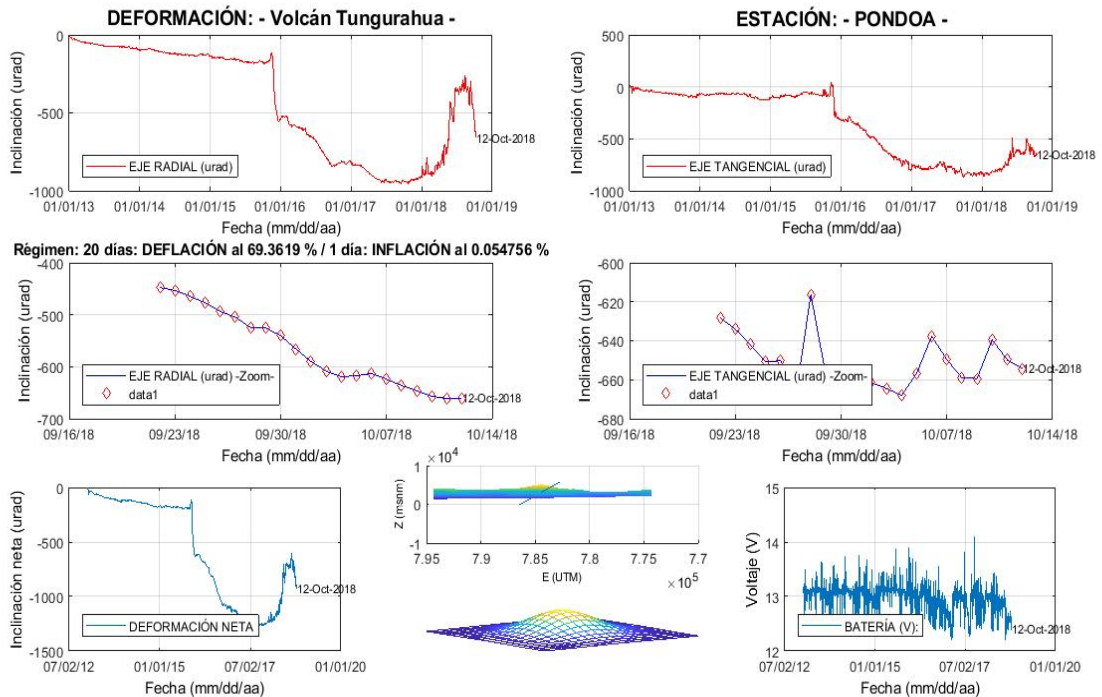 DEFORMACIÓN: - Volcán Tungurahua -
0
-500
-1000
Inclinación (urad)
EJE RADIAL (urad)
12-Oct-2018
01/01/13 01/01/14 01/01/15 01/01/16 01/01/17 01/01/18 01/01/19
Fecha (mm/dd/aa)
ESTACIÓN: - PONDOA -
500
0
-500
-1000
Inclinación (urad)
EJE TANGENCIAL (urad)
12-Oct-2018
01/01/13 01/01/14 01/01/15 01/01/16 01/01/17 01/01/18 01/01/19
Fecha (mm/dd/aa)
Régimen: 20 días: DEFLACIÓN al 69.3619 % / 1 día: INFLACIÓN al 0.054756 %
-400
-500
-600
-700
Inclinación (urad)
EJE RADIAL (urad) -Zoom-
data1
12-Oct-2018
09/16/18 09/23/18 09/30/18 10/07/18 10/14/18
Fecha (mm/dd/aa)
-600
-620
-640
-660
-680
Inclinación (urad)
EJE TANGENCIAL (urad) -Zoom-
data1
12-Oct-2018
09/16/18 09/23/18 09/30/18 10/07/18 10/14/18
Fecha (mm/dd/aa)
0
-500
-1000
-1500
Inclinación neta (urad)
DEFORMACIÓN NETA
12-Oct-2018
07/02/12 01/01/15 07/02/17 01/01/20
Fecha (mm/dd/aa)
× 10⁴
1
0
-1
Z (msnm)
7.95 7.9 7.85 7.8 7.75 7.7
E (UTM)
× 10⁵
15
14
13
12
Voltaje (V)
BATERÍA (V):
12-Oct-2018
07/02/12 01/01/15 07/02/17 01/01/20
Fecha (mm/dd/aa)